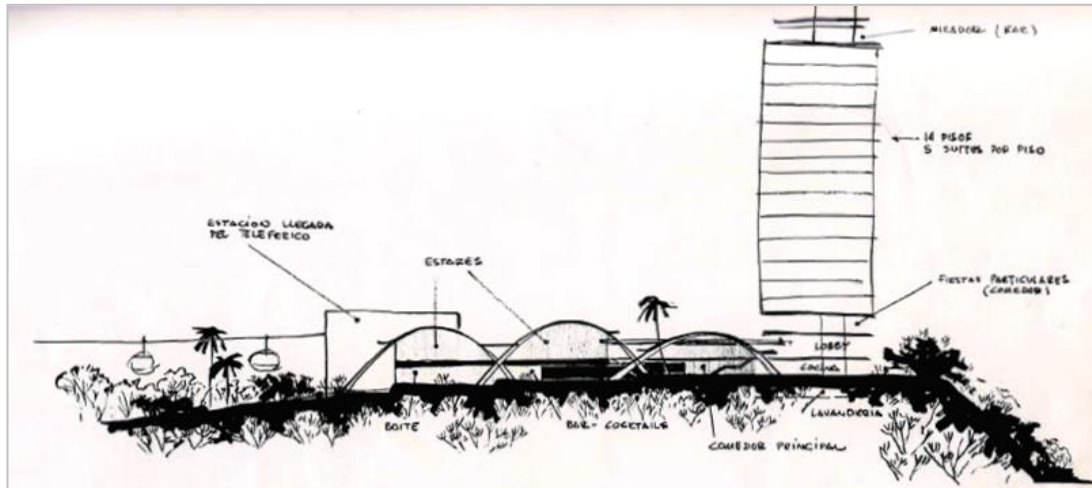 MIRADOR (BAR)
14 PISOS
5 SUITES POR PISO
ESTACION LLEGADA
DEL TELEFERICO
ESTARES
FIESTAS PARTICULARES
(COMEDOR)
LOBBY
COCINA
LAVANDERIA
BOITE
BAR-COCKTAILS
COMEDOR PRINCIPAL